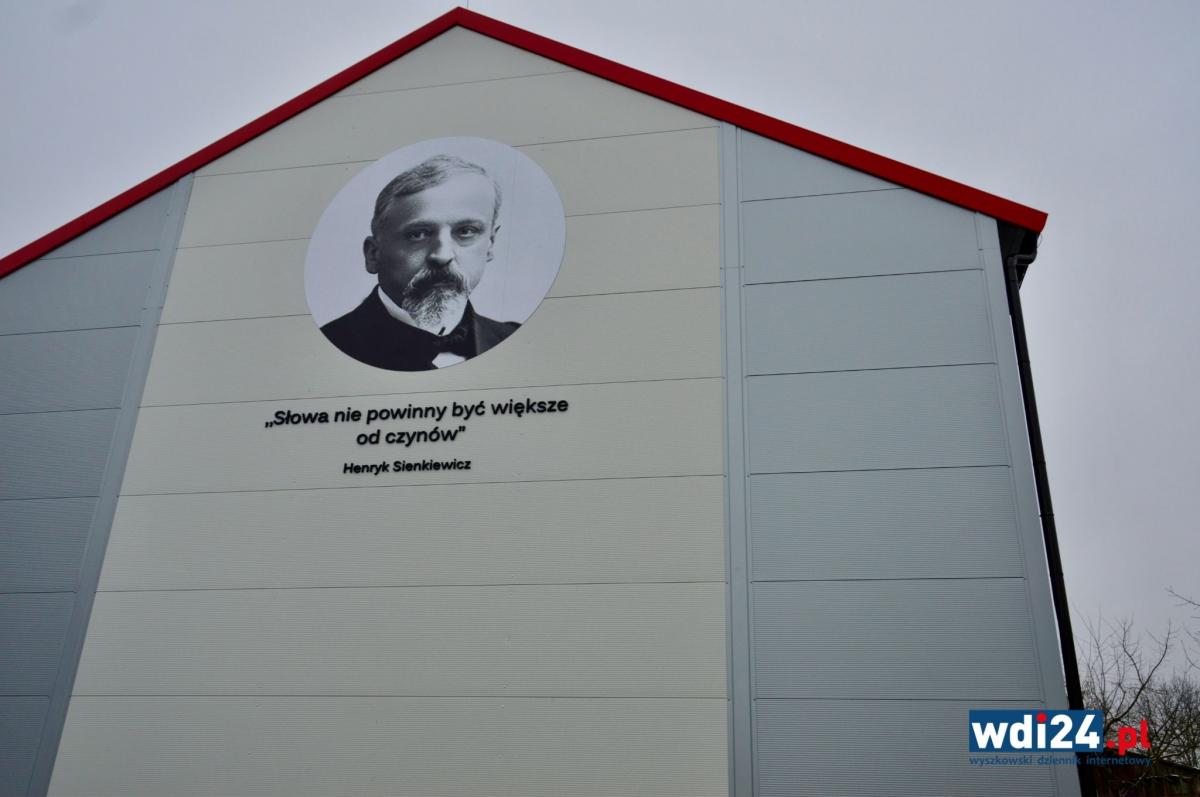 „Słowa nie powinny być większe
od czynów”
Henryk Sienkiewicz
wdi24.pl
wyszkowski dziennik internetowy